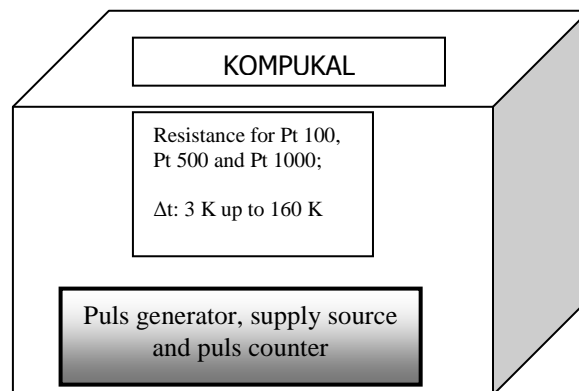 KOMPUKAL
Resistance for Pt 100,
Pt 500 and Pt 1000;
Δt: 3 K up to 160 K
Puls generator, supply source
and puls counter